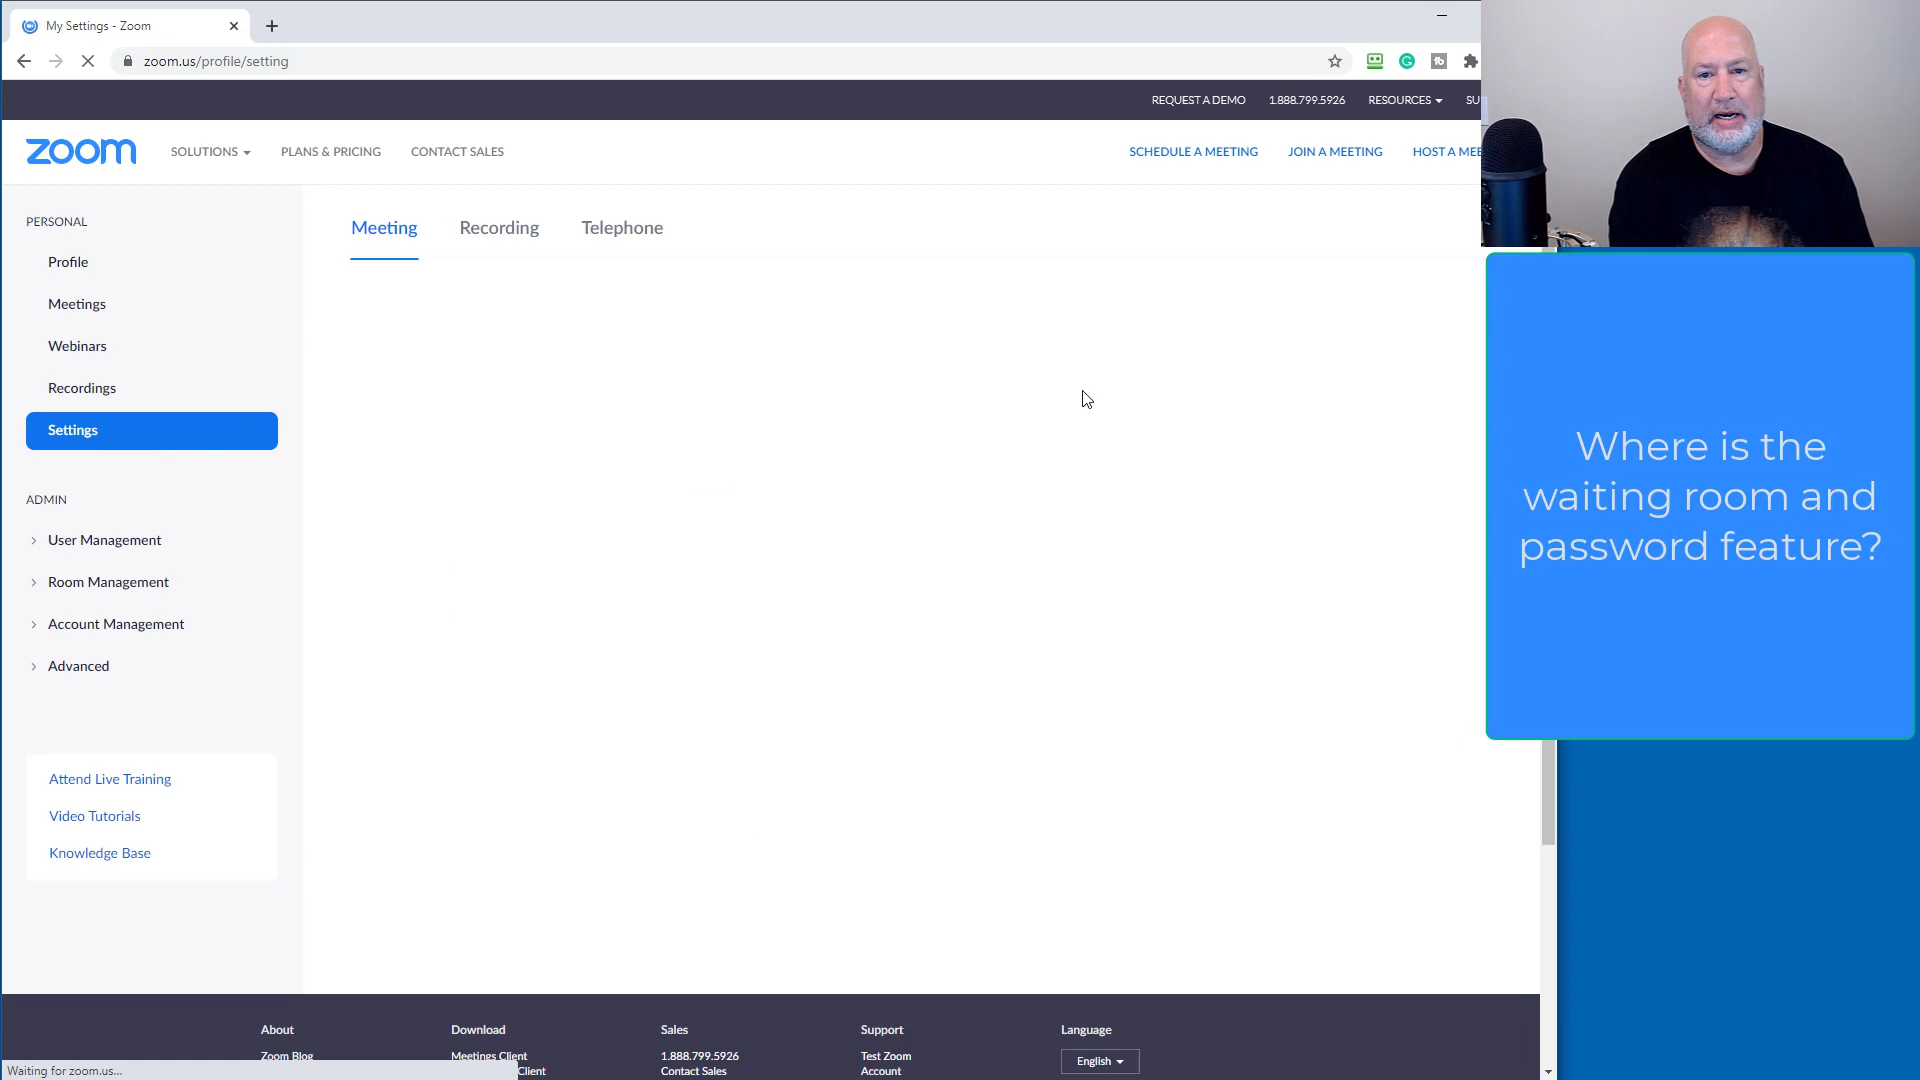 My Settings - Zoom
zoom.us/profile/setting
REQUEST A DEMO 1.888.799.5926 RESOURCES SU
zoom SOLUTIONS PLANS & PRICING CONTACT SALES SCHEDULE A MEETING JOIN A MEETING HOST A MEE
PERSONAL
Profile
Meetings
Webinars
Recordings
Settings
ADMIN
User Management
Room Management
Account Management
Advanced
Attend Live Training
Video Tutorials
Knowledge Base
Meeting Recording Telephone
Where is the
waiting room and
password feature?
About Download Sales Support Language
Zoom Blog Meetings Client 1.888.799.5926 Test Zoom English
Client Contact Sales Account
Waiting for zoom.us...